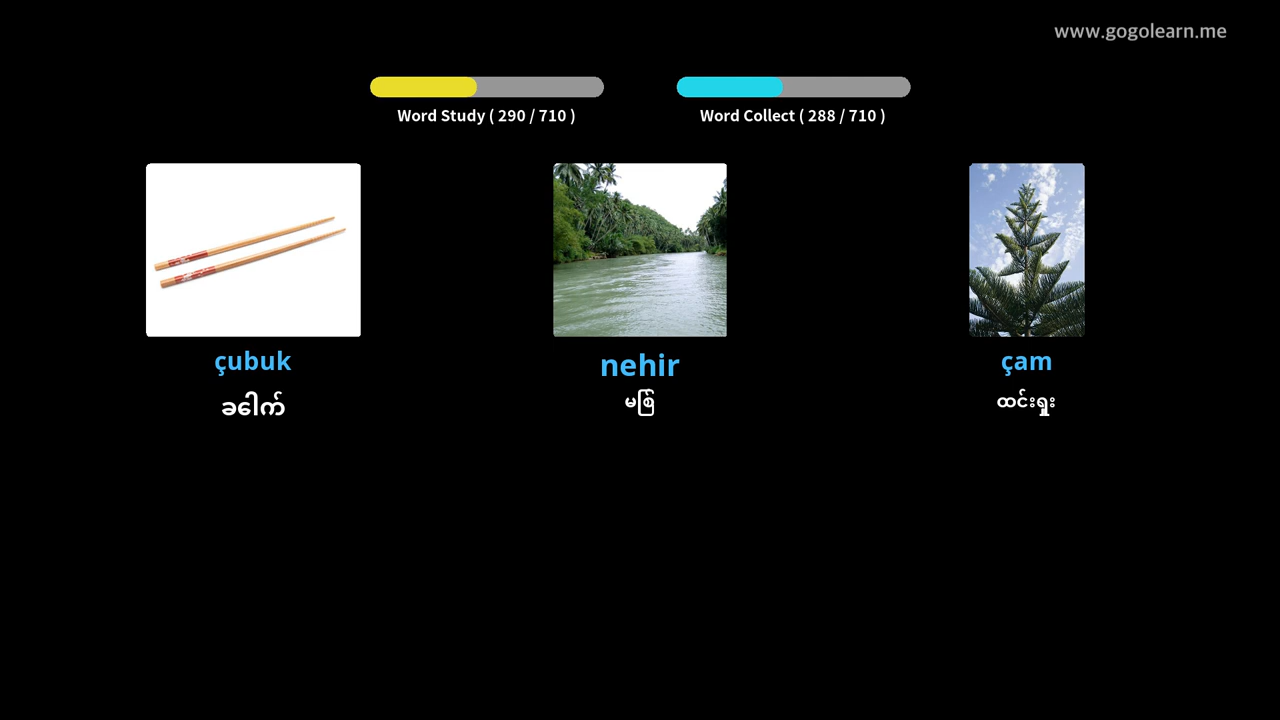 www.gogolearn.me
Word Study ( 290 / 710 )
Word Collect ( 288 / 710 )
çubuk
nehir
çam
ခ​ေါက်
မစြ်
ထင်းရှုး